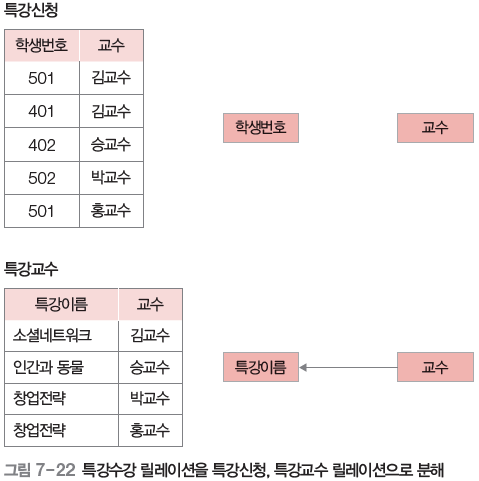 특강신청
학생번호 교수
501 김교수
401 김교수
402 승교수
502 박교수
501 홍교수
학생번호 교수
특강교수
특강이름 교수
소셜네트워크 김교수
인간과 동물 승교수
창업전략 박교수
창업전략 홍교수
특강이름 교수
그림 7-22 특강수강 릴레이션을 특강신청, 특강교수 릴레이션으로 분해